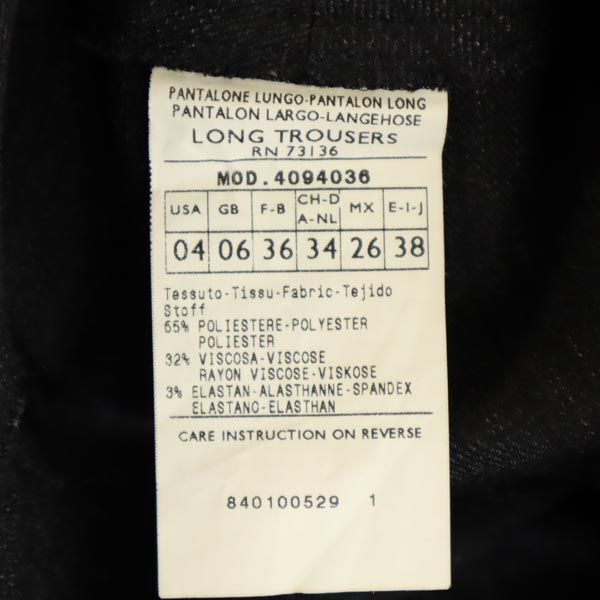 PANTALONE LUNGO-PANTALON LONG
PANTALON LARGO-LANGEHOSE
LONG TROUSERS
RN 73136
MOD.4094036
USA GB F-B CH-D A-NL MX E-I-J
04 06 36 34 26 38
Tessuto-Tissu-Fabric-Tejido
Stoff
65% POLIESTERE-POLYESTER
POLIESTER
32% VISCOSA-VISCOSE
RAYON VISCOSE-VISKOSE
3% ELASTAN-ALASTHANNE-SPANDEX
ELASTANO-ELASTHAN
CARE INSTRUCTION ON REVERSE
840100529 1